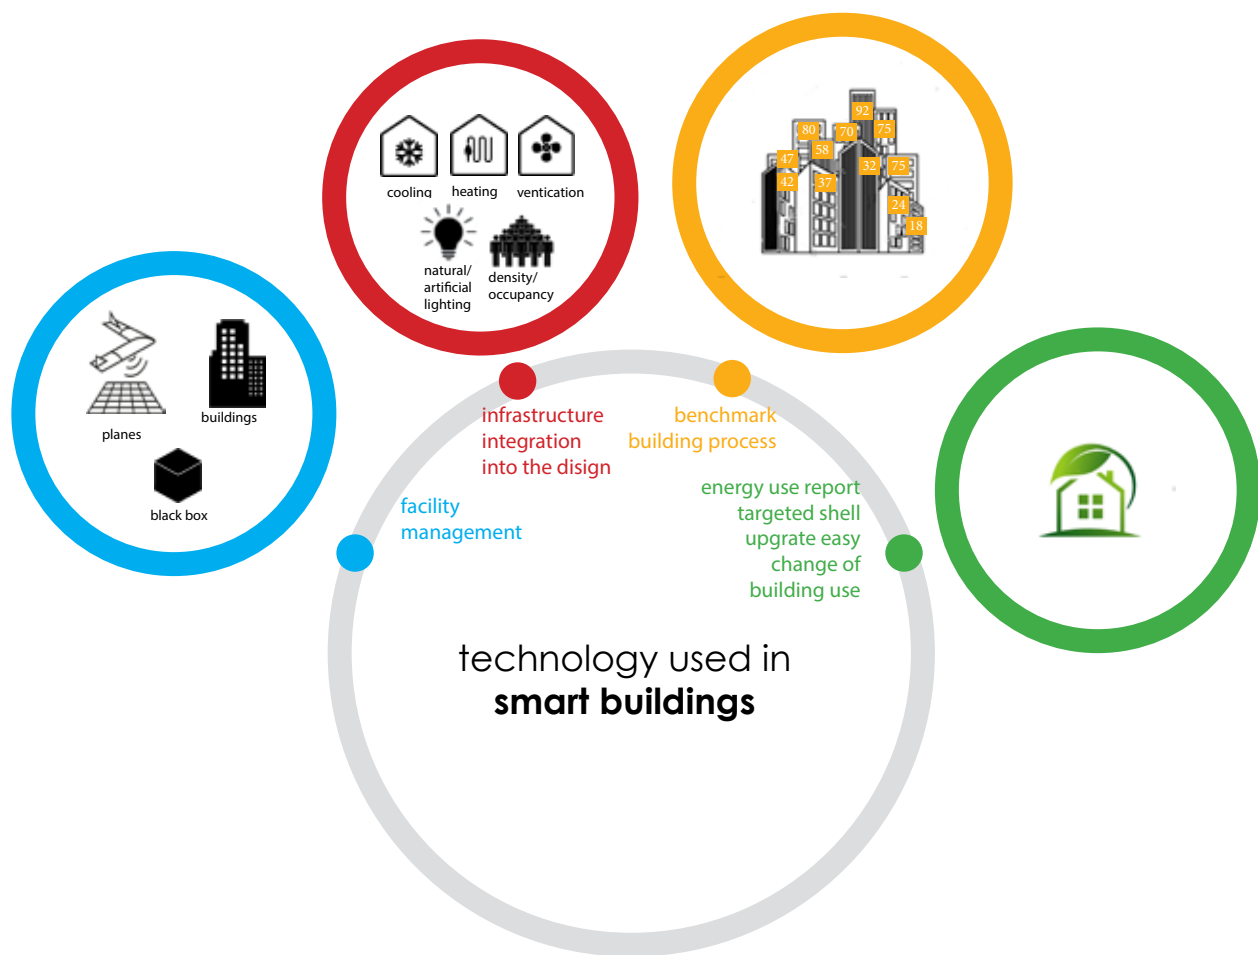 cooling
heating
ventication
natural/
artificial
lighting
density/
occupancy
92
80
70
75
58
47
32
75
42
37
24
18
planes
buildings
black box
infrastructure
integration
into the disign
benchmark
building process
facility
management
energy use report
targeted shell
upgrate easy
change of
building use
technology used in
smart buildings